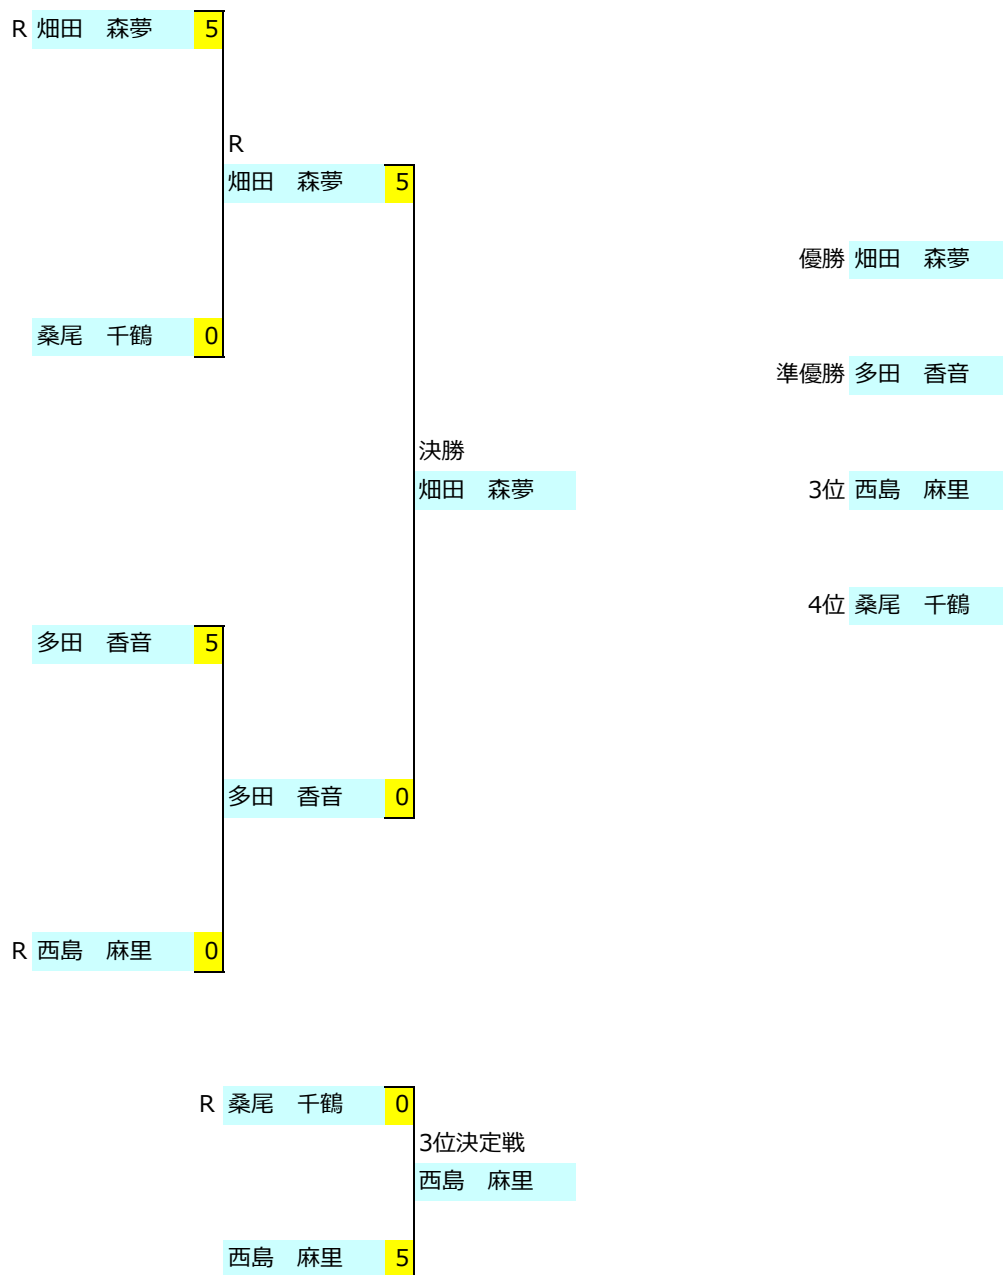 R 畑田　森夢 5
R
畑田　森夢 5
優勝 畑田　森夢
桑尾　千鶴 0
準優勝 多田　香音
決勝
畑田　森夢
3位 西島　麻里
4位 桑尾　千鶴
多田　香音 5
多田　香音 0
R 西島　麻里 0
R 桑尾　千鶴 0
3位決定戦
西島　麻里
西島　麻里 5